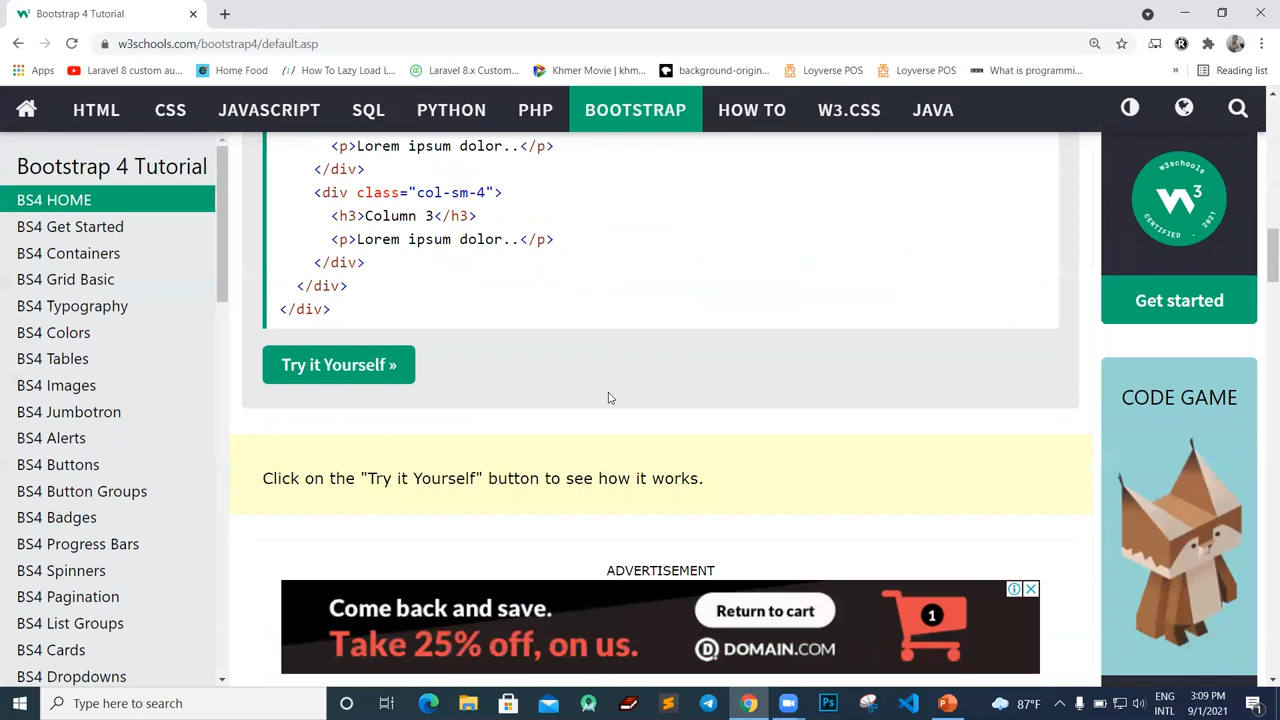 Bootstrap 4 Tutorial
w3schools.com/bootstrap4/default.asp
Apps
Laravel 8 custom au...
Home Food
How To Lazy Load L...
Laravel 8.x Custom...
Khmer Movie | khm...
background-origin...
Loyverse POS
Loyverse POS
What is programmi...
»
Reading list
HTML
CSS
JAVASCRIPT
SQL
PYTHON
PHP
BOOTSTRAP
HOW TO
W3.CSS
JAVA
Bootstrap 4 Tutorial
BS4 HOME
BS4 Get Started
BS4 Containers
BS4 Grid Basic
BS4 Typography
BS4 Colors
BS4 Tables
BS4 Images
BS4 Jumbotron
BS4 Alerts
BS4 Buttons
BS4 Button Groups
BS4 Badges
BS4 Progress Bars
BS4 Spinners
BS4 Pagination
BS4 List Groups
BS4 Cards
BS4 Dropdowns
<p>Lorem ipsum dolor..</p>
</div>
<div class="col-sm-4">
<h3>Column 3</h3>
<p>Lorem ipsum dolor..</p>
</div>
</div>
</div>
Try it Yourself »
Click on the "Try it Yourself" button to see how it works.
ADVERTISEMENT
Come back and save.
Take 25% off, on us.
Return to cart
DOMAIN.COM
1
w3schools
W3
CERTIFIED - 2021
Get started
CODE GAME
Type here to search
87°F
ENG
INTL
3:09 PM
9/1/2021